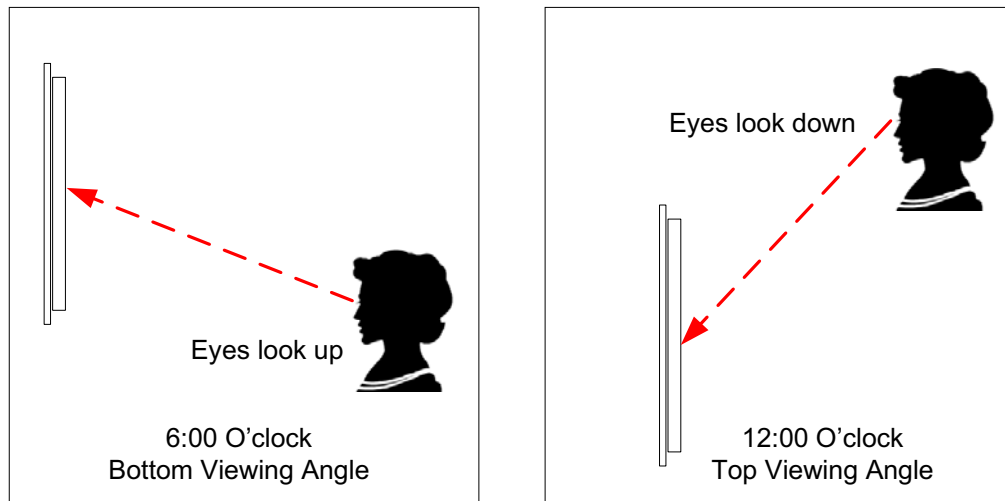 Eyes look up
6:00 O’clock
Bottom Viewing Angle
Eyes look down
12:00 O’clock
Top Viewing Angle